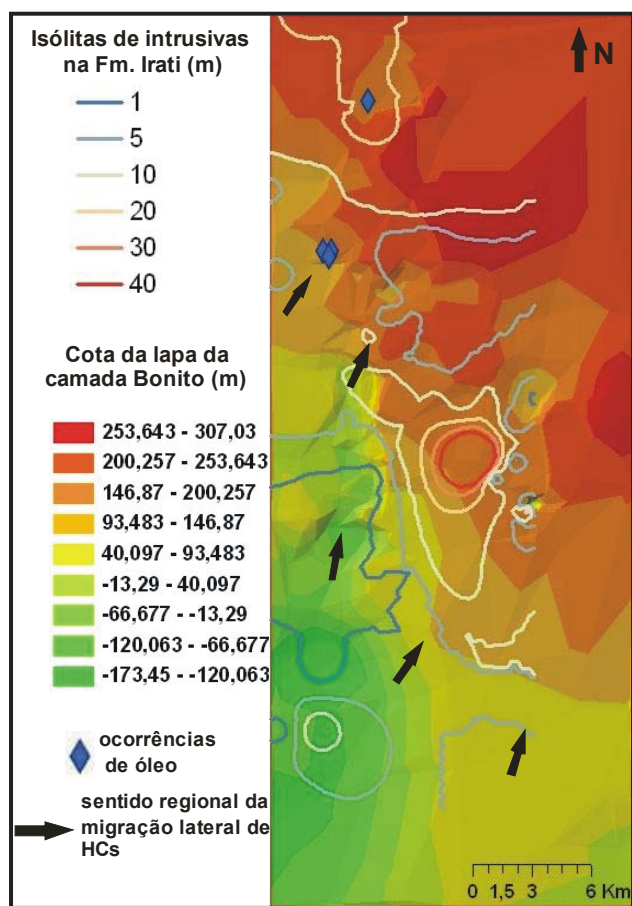 Isólitas de intrusivas
na Fm. Irati (m)
1
5
10
20
30
40
Cota da lapa da
camada Bonito (m)
253,643 - 307,03
200,257 - 253,643
146,87 - 200,257
93,483 - 146,87
40,097 - 93,483
-13,29 - 40,097
-66,677 - -13,29
-120,063 - -66,677
-173,45 - -120,063
ocorrências
de óleo
sentido regional da
migração lateral de
HCs
N
0 1,5 3 6 Km